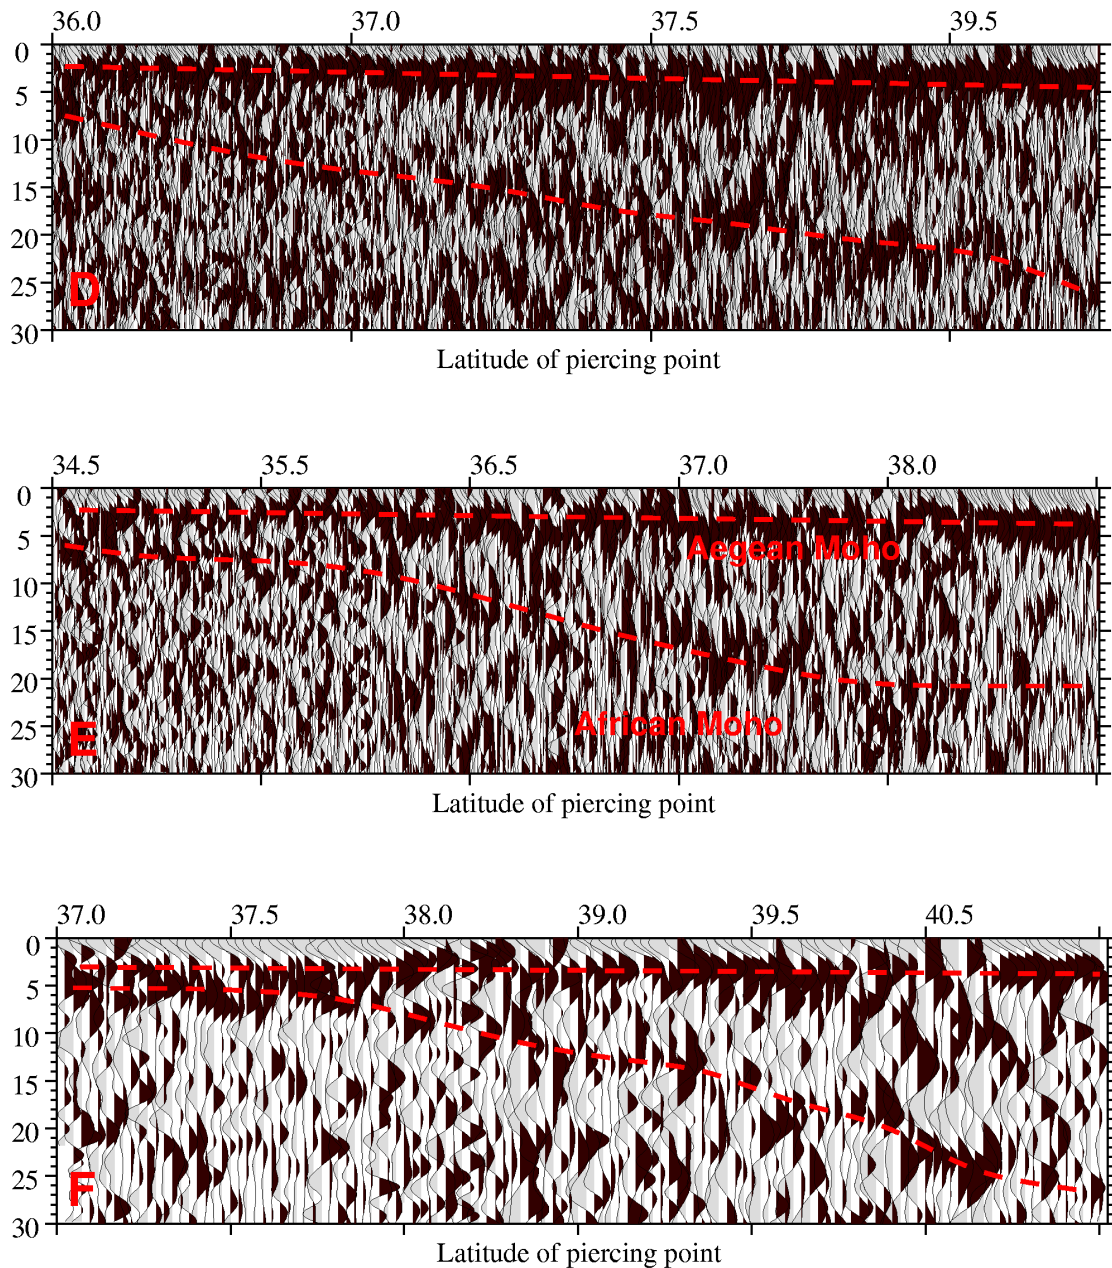 36.0 37.0 37.5 39.5
0
5
10
15
20
25
30
D
Latitude of piercing point
34.5 35.5 36.5 37.0 38.0
0
5
10
15
20
25
30
Aegean Moho
African Moho
E
Latitude of piercing point
37.0 37.5 38.0 39.0 39.5 40.5
0
5
10
15
20
25
30
F
Latitude of piercing point